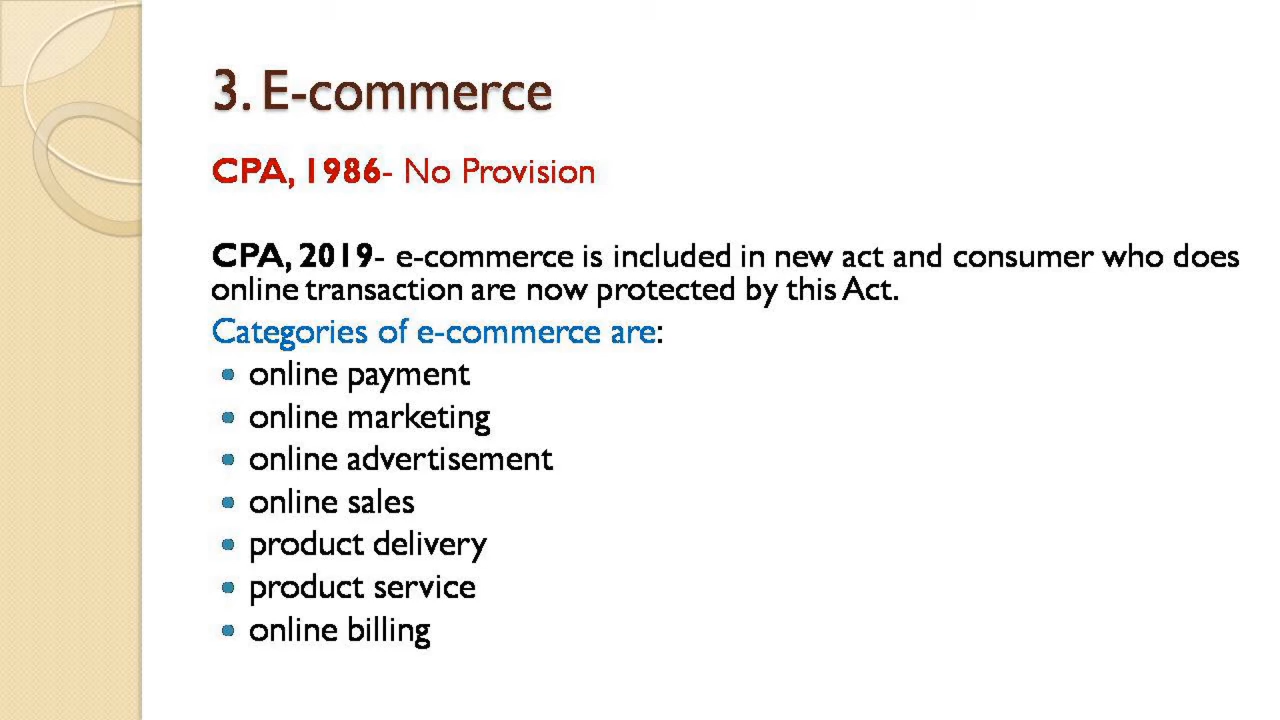 3. E-commerce
CPA, 1986- No Provision
CPA, 2019- e-commerce is included in new act and consumer who does
online transaction are now protected by this Act.
Categories of e-commerce are:
• online payment
• online marketing
• online advertisement
• online sales
• product delivery
• product service
• online billing